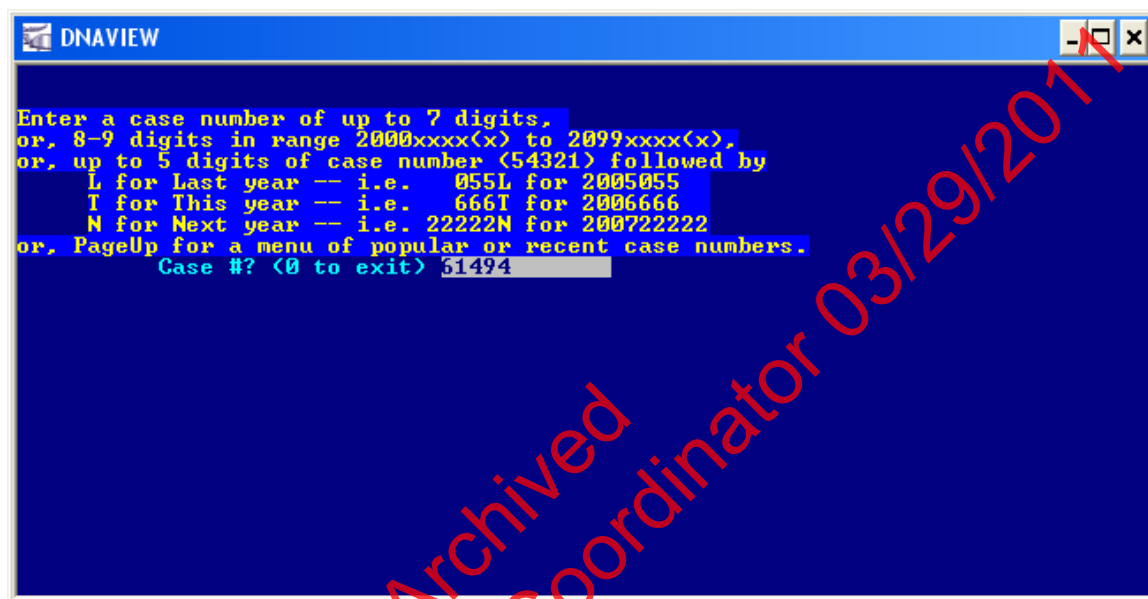 DNAVIEW
Enter a case number of up to 7 digits,
or, 8-9 digits in range 2000xxxx(x) to 2099xxxx(x),
or, up to 5 digits of case number (54321) followed by
L for Last year -- i.e. 055L for 2005055
T for This year -- i.e. 666T for 2006666
N for Next year -- i.e. 22222N for 200722222
or, PageUp for a menu of popular or recent case numbers.
Case #? (0 to exit) 61494
Archived
Coordinator 03/29/2011